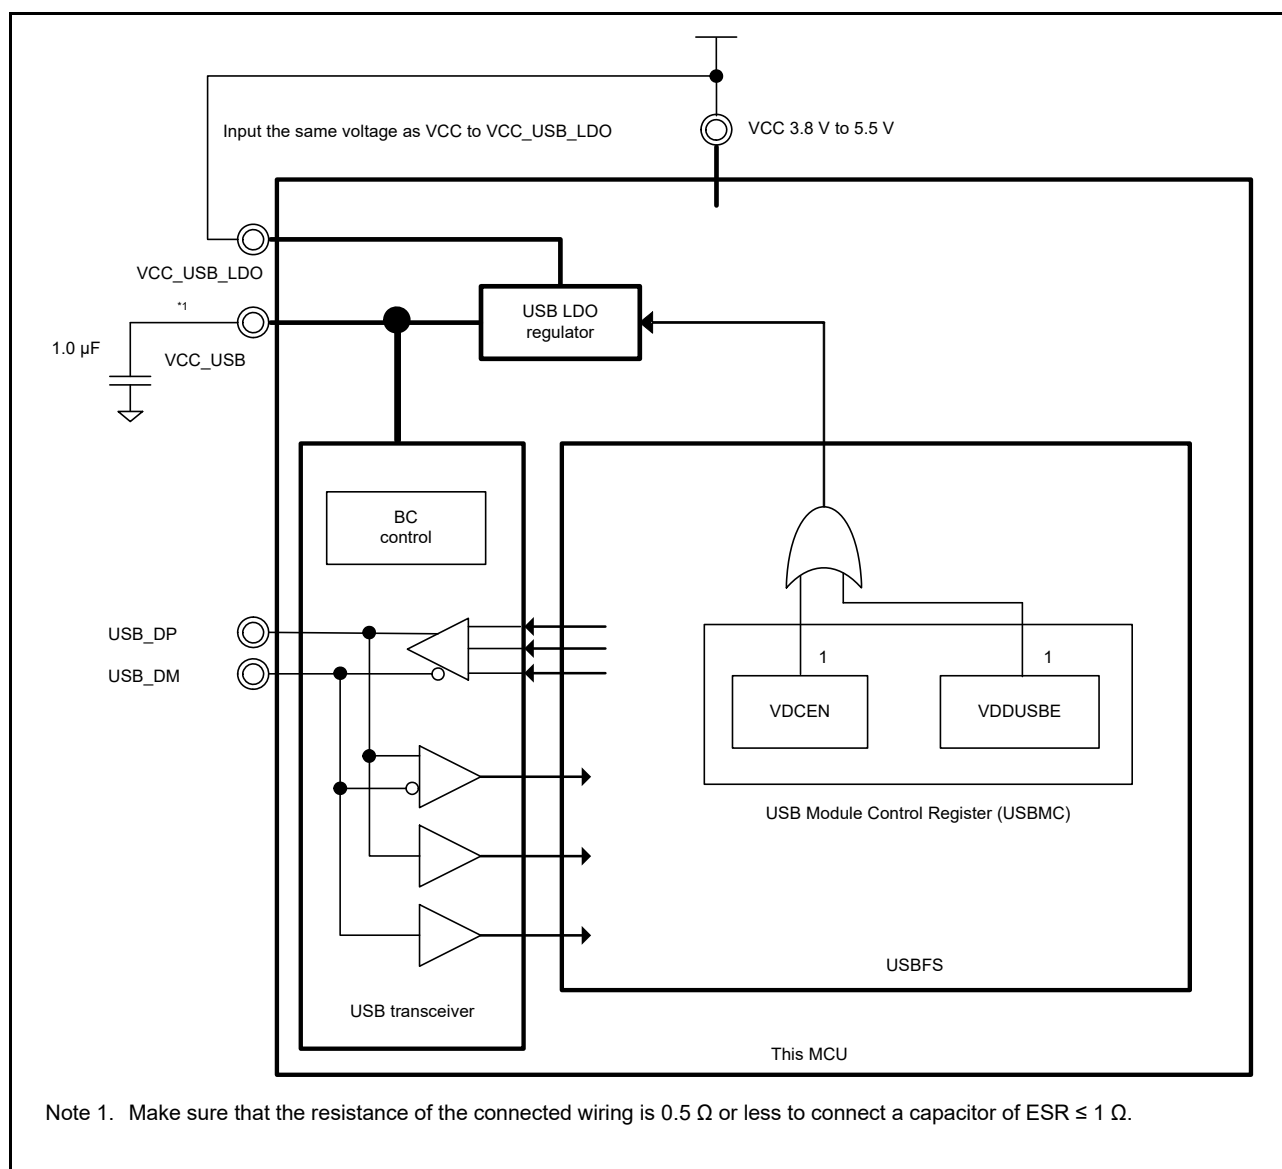 Input the same voltage as VCC to VCC_USB_LDO
VCC 3.8 V to 5.5 V
VCC_USB_LDO
*1
1.0 µF
VCC_USB
USB LDO
regulator
BC
control
USB_DP
USB_DM
1
1
VDCEN
VDDUSBE
USB Module Control Register (USBMC)
USBFS
USB transceiver
This MCU
Note 1. Make sure that the resistance of the connected wiring is 0.5 Ω or less to connect a capacitor of ESR ≤ 1 Ω.